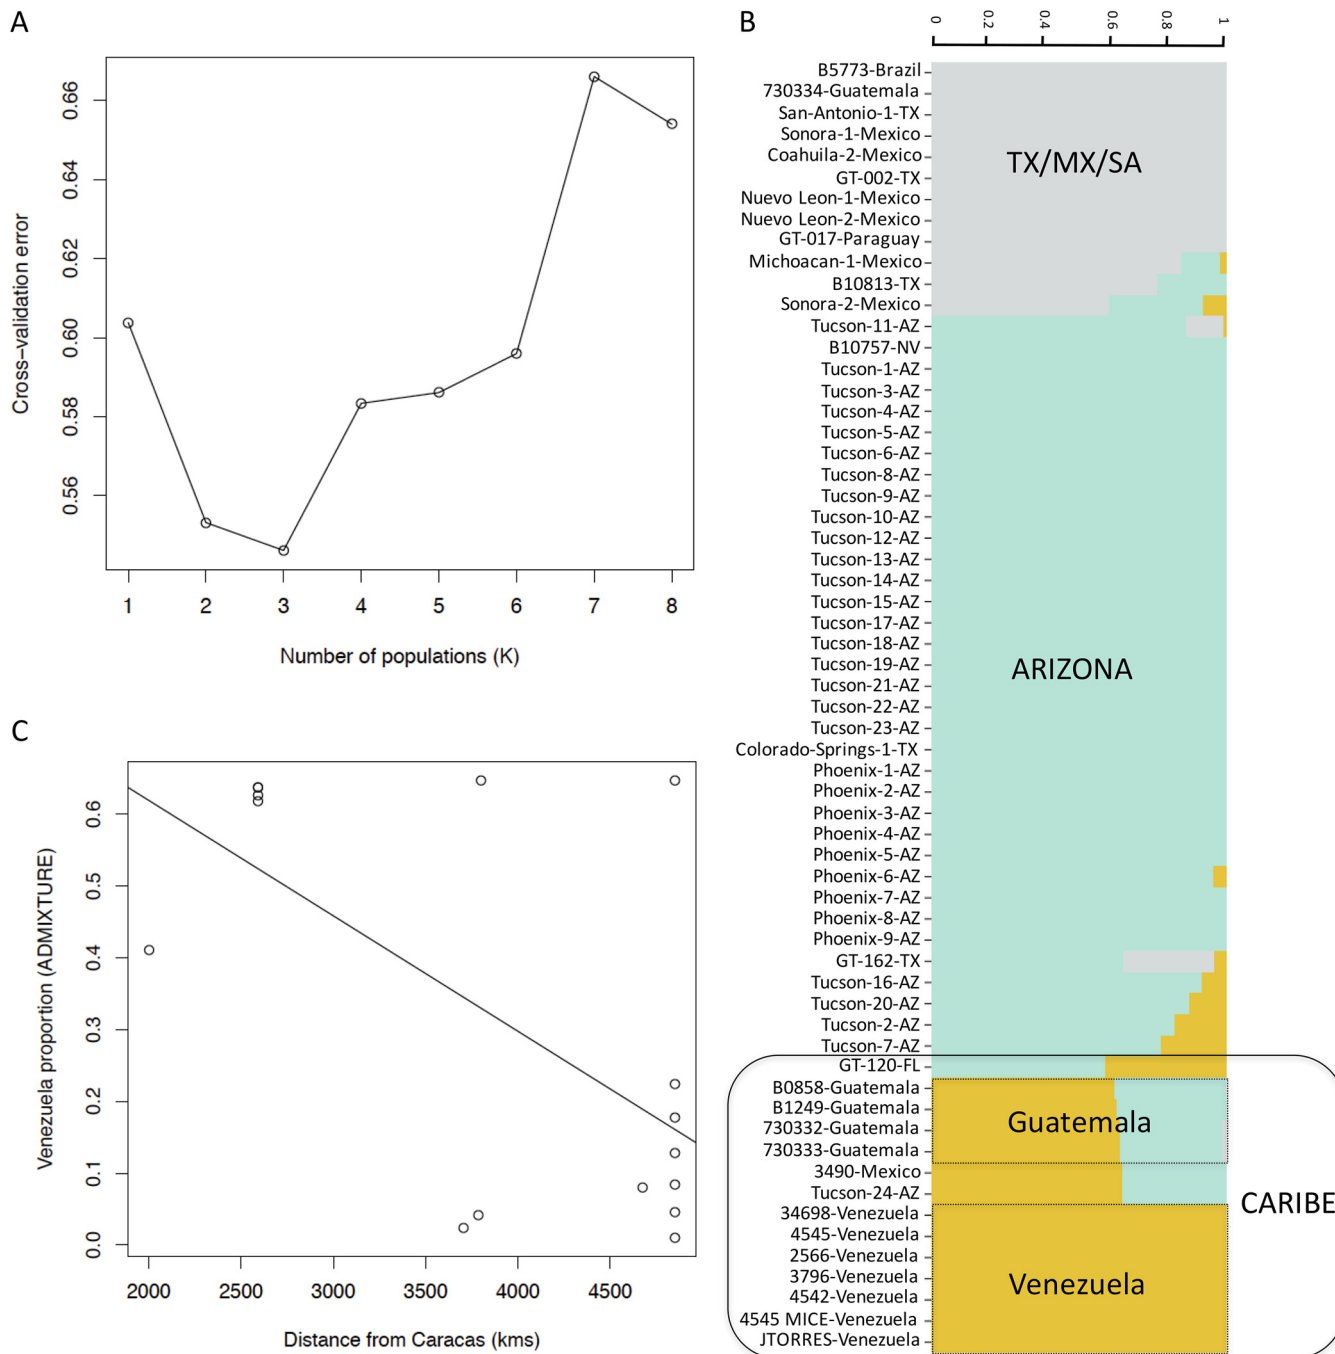 A
Cross-validation error
0.66
0.64
0.62
0.60
0.58
0.56
1 2 3 4 5 6 7 8
Number of populations (K)
B
0 0.2 0.4 0.6 0.8 1
B5773-Brazil
730334-Guatemala
San-Antonio-1-TX
Sonora-1-Mexico
Coahuila-2-Mexico
GT-002-TX
Nuevo Leon-1-Mexico
Nuevo Leon-2-Mexico
GT-017-Paraguay
Michoacan-1-Mexico
B10813-TX
Sonora-2-Mexico
Tucson-11-AZ
B10757-NV
Tucson-1-AZ
Tucson-3-AZ
Tucson-4-AZ
Tucson-5-AZ
Tucson-6-AZ
Tucson-8-AZ
Tucson-9-AZ
Tucson-10-AZ
Tucson-12-AZ
Tucson-13-AZ
Tucson-14-AZ
Tucson-15-AZ
Tucson-17-AZ
Tucson-18-AZ
Tucson-19-AZ
Tucson-21-AZ
Tucson-22-AZ
Tucson-23-AZ
Colorado-Springs-1-TX
Phoenix-1-AZ
Phoenix-2-AZ
Phoenix-3-AZ
Phoenix-4-AZ
Phoenix-5-AZ
Phoenix-6-AZ
Phoenix-7-AZ
Phoenix-8-AZ
Phoenix-9-AZ
GT-162-TX
Tucson-16-AZ
Tucson-20-AZ
Tucson-2-AZ
Tucson-7-AZ
GT-120-FL
B0858-Guatemala
B1249-Guatemala
730332-Guatemala
730333-Guatemala
3490-Mexico
Tucson-24-AZ
34698-Venezuela
4545-Venezuela
2566-Venezuela
3796-Venezuela
4542-Venezuela
4545 MICE-Venezuela
JTORRES-Venezuela
TX/MX/SA
ARIZONA
Guatemala
Venezuela
CARIBE
C
Venezuela proportion (ADMIXTURE)
0.6
0.5
0.4
0.3
0.2
0.1
0.0
2000 2500 3000 3500 4000 4500
Distance from Caracas (kms)